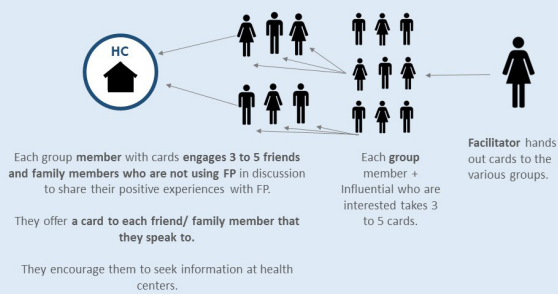 HC
Each group member with cards engages 3 to 5 friends
and family members who are not using FP in discussion
to share their positive experiences with FP.
They offer a card to each friend/ family member that
they speak to.
They encourage them to seek information at health
centers.
Each group
member +
Influential who are
interested takes 3
to 5 cards.
Facilitator hands
out cards to the
various groups.